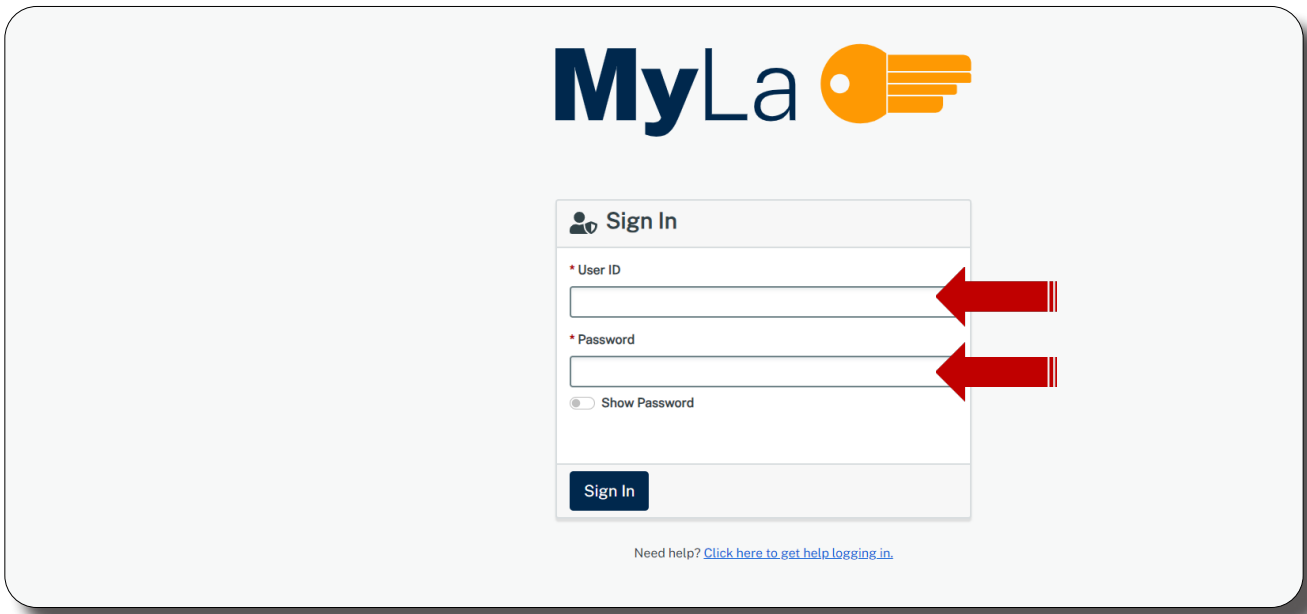 MyLa
Sign In
* User ID
* Password
Show Password
Sign In
Need help? Click here to get help logging in.